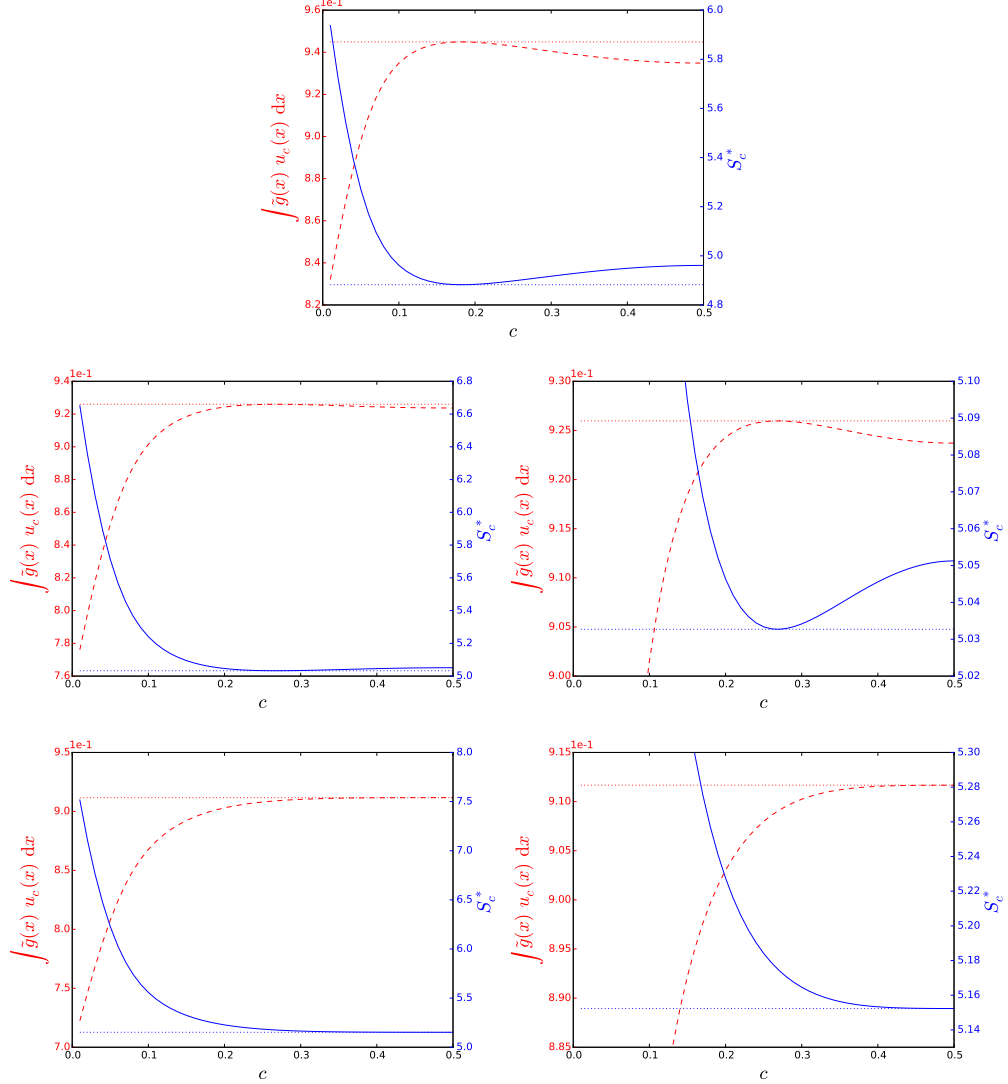 9.6 1e-1 6.0
9.4 5.8
9.2 5.6
9.0 5.4
8.8 5.2
8.6 5.0
8.4 4.8
8.2
∫ g̃(x) u_c(x) dx
S_c^*
0.0 0.1 0.2 0.3 0.4 0.5
c
9.4 1e-1 6.8
9.2 6.6
9.0 6.4
8.8 6.2
8.6 6.0
8.4 5.8
8.2 5.6
8.0 5.4
7.8 5.2
7.6 5.0
∫ g̃(x) u_c(x) dx
S_c^*
0.0 0.1 0.2 0.3 0.4 0.5
c
9.30 1e-1 5.10
9.25 5.09
9.20 5.08
9.15 5.07
9.10 5.06
9.05 5.05
9.00 5.04
5.03
5.02
∫ g̃(x) u_c(x) dx
S_c^*
0.0 0.1 0.2 0.3 0.4 0.5
c
9.5 1e-1 8.0
9.0 7.5
8.5 7.0
8.0 6.5
7.5 6.0
7.0 5.5
5.0
∫ g̃(x) u_c(x) dx
S_c^*
0.0 0.1 0.2 0.3 0.4 0.5
c
9.15 1e-1 5.30
9.10 5.28
9.05 5.26
9.00 5.24
8.95 5.22
8.90 5.20
8.85 5.18
5.16
5.14
∫ g̃(x) u_c(x) dx
S_c^*
0.0 0.1 0.2 0.3 0.4 0.5
c